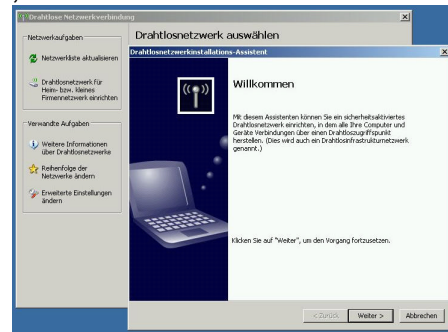 Drahtlose Netzwerkverbindung
Netzwerkaufgaben
Netzwerkliste aktualisieren
Drahtlosnetzwerk für
Heim- bzw. kleines
Firmennetzwerk einrichten
Verwandte Aufgaben
Weitere Informationen
über Drahtlosnetzwerke
Reihenfolge der
Netzwerke ändern
Erweiterte Einstellungen
ändern
Drahtlosnetzwerk auswählen
Drahtlosnetzwerkinstallations-Assistent
Willkommen
Mit diesem Assistenten können Sie ein sicherheitsaktiviertes
Drahtlosnetzwerk einrichten, in dem alle Ihre Computer und
Geräte Verbindungen über einen Drahtloszugriffspunkt
herstellen. (Dies wird auch ein Drahtlosinfrastrukturnetzwerk
genannt.)
Klicken Sie auf "Weiter", um den Vorgang fortzusetzen.
< Zurück Weiter > Abbrechen